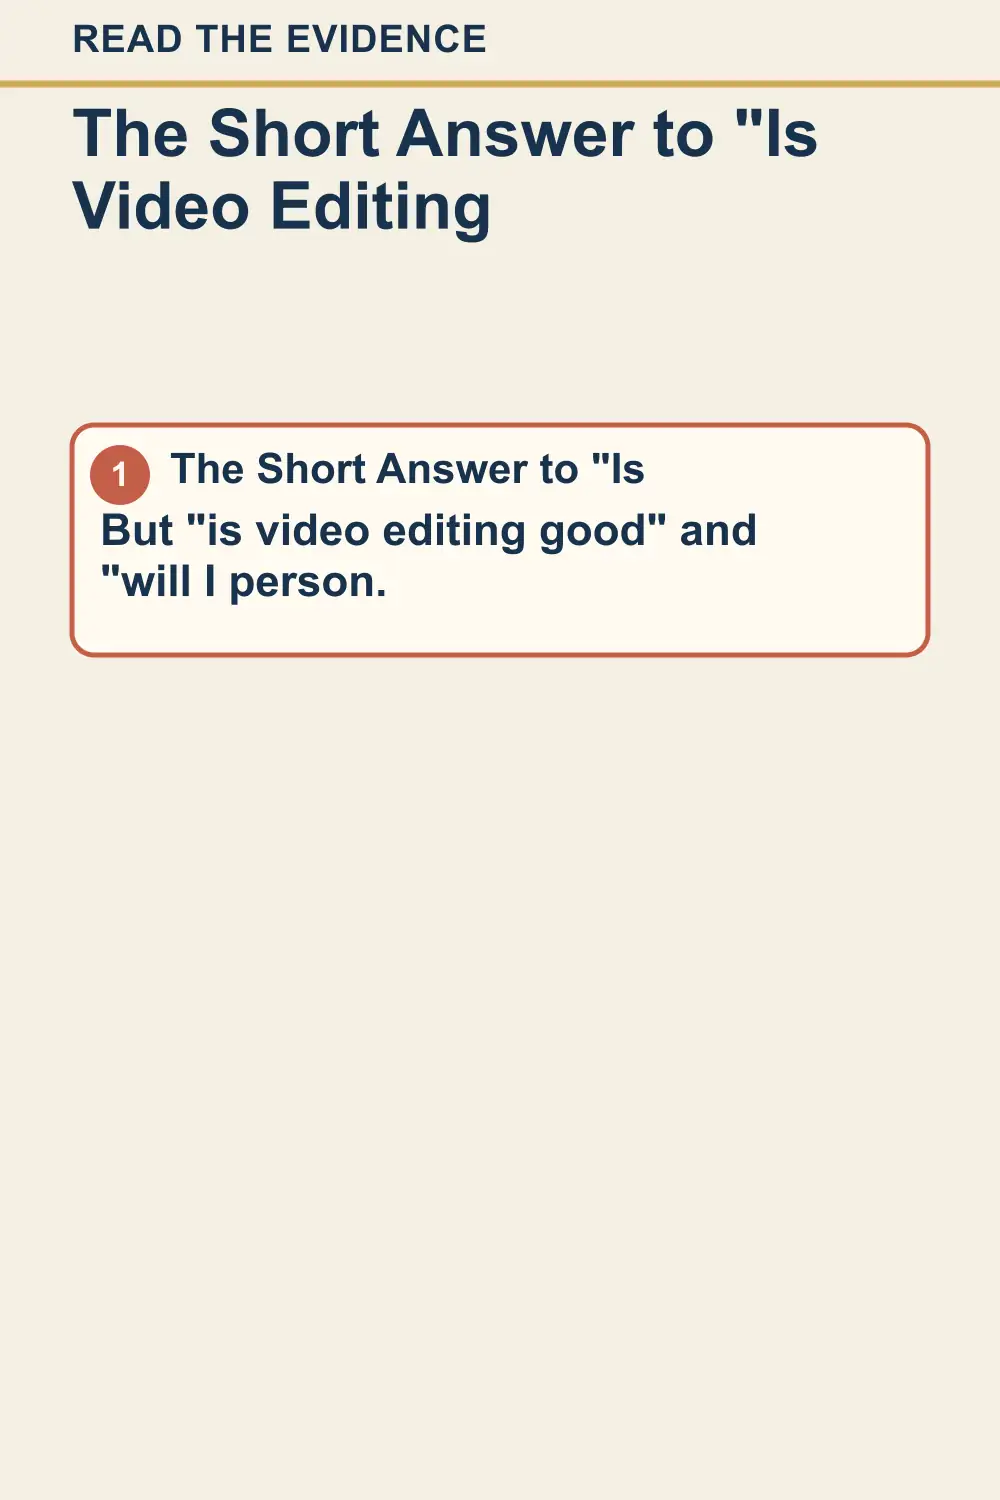 READ THE EVIDENCE
The Short Answer to "Is
Video Editing
1 The Short Answer to "Is
But "is video editing good" and
"will I person.